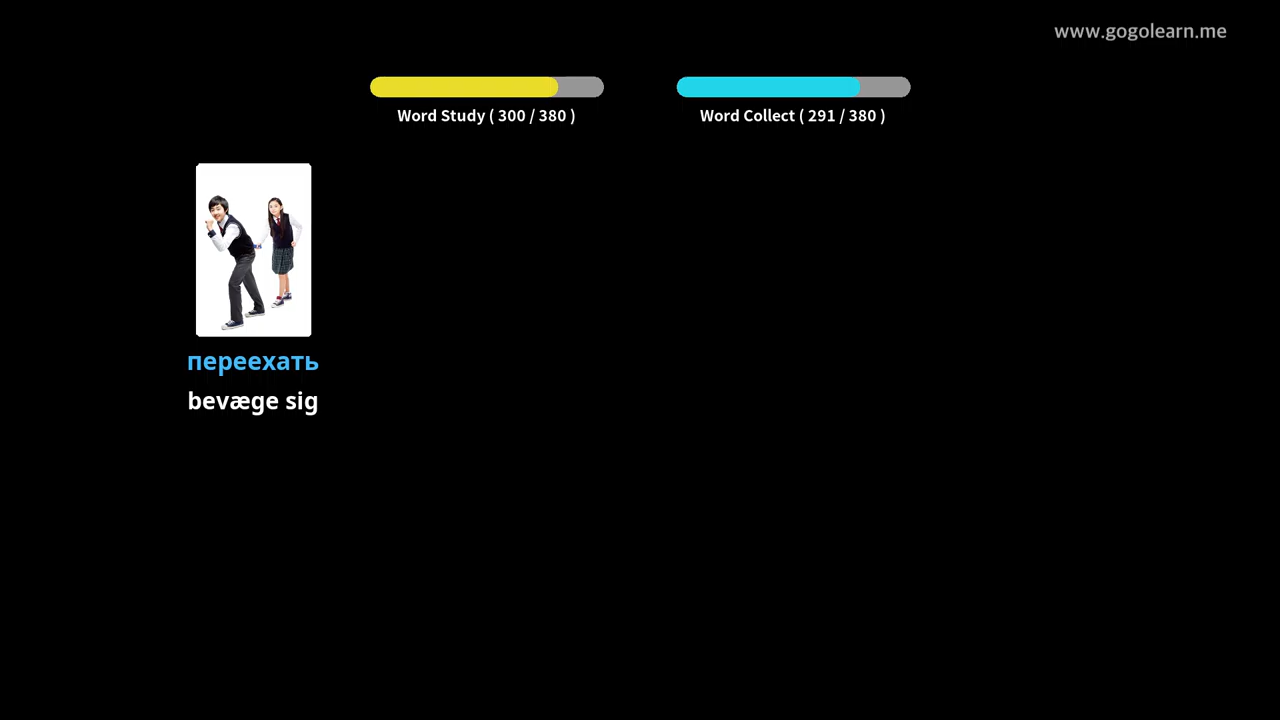 www.gogolearn.me
Word Study ( 300 / 380 )
Word Collect ( 291 / 380 )
переехать
bevæge sig